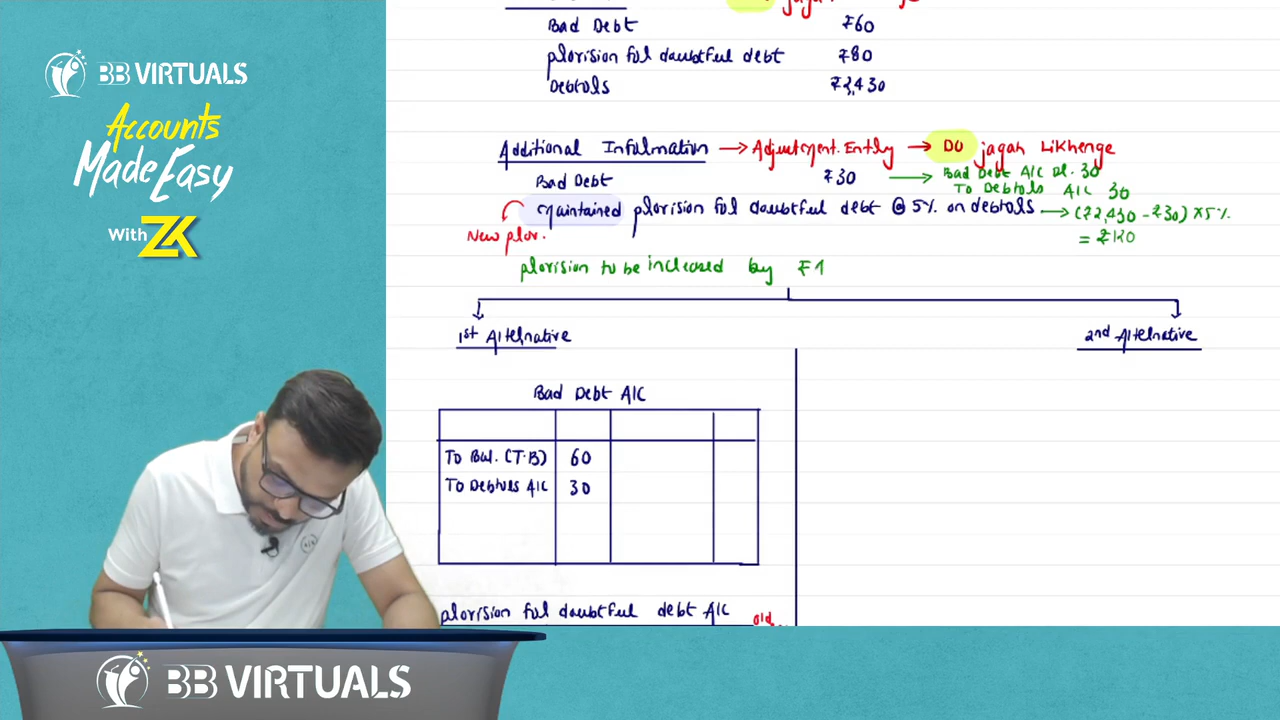 BB VIRTUALS
Accounts
Made Easy
With ZK
Bad Debt ₹60
provision for doubtful debt ₹80
Debtors ₹2,430
Additional Information → Adjustment Entry → Do jagah likhenge
Bad Debt ₹30 → Bad Debt A/c Dr. 30
To Debtors A/C 30
maintained provision for doubtful debt @ 5% on debtors → (₹2,430 - ₹30) × 5%
= ₹120
New prov.
provision to be increased by ₹1
1st Alternative
2nd Alternative
Bad Debt A/C
To Bal. (T.B) 60
To Debtors A/C 30
provision for doubtful debt A/C
old
BB VIRTUALS